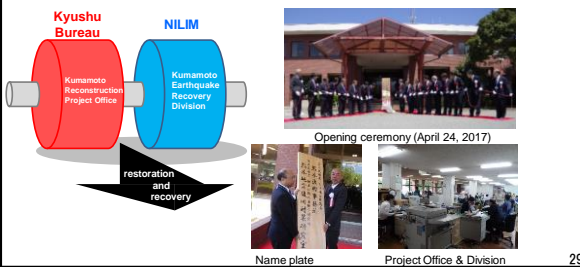 Kyushu
Bureau
NILIM
Kumamoto
Reconstruction
Project Office
Kumamoto
Earthquake
Recovery
Division
restoration
and
recovery
Opening ceremony (April 24, 2017)
Name plate
Project Office & Division
29